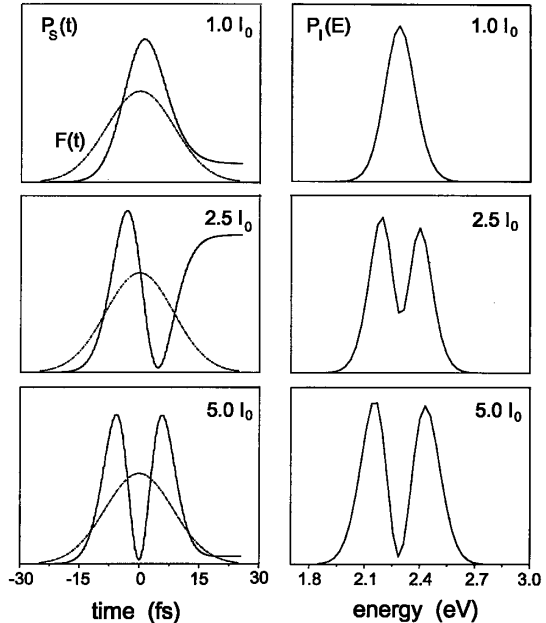 P_S(t)
1.0 I_0
F(t)
P_I(E)
1.0 I_0
2.5 I_0
2.5 I_0
5.0 I_0
5.0 I_0
-30 -15 0 15 30
time (fs)
1.8 2.1 2.4 2.7 3.0
energy (eV)